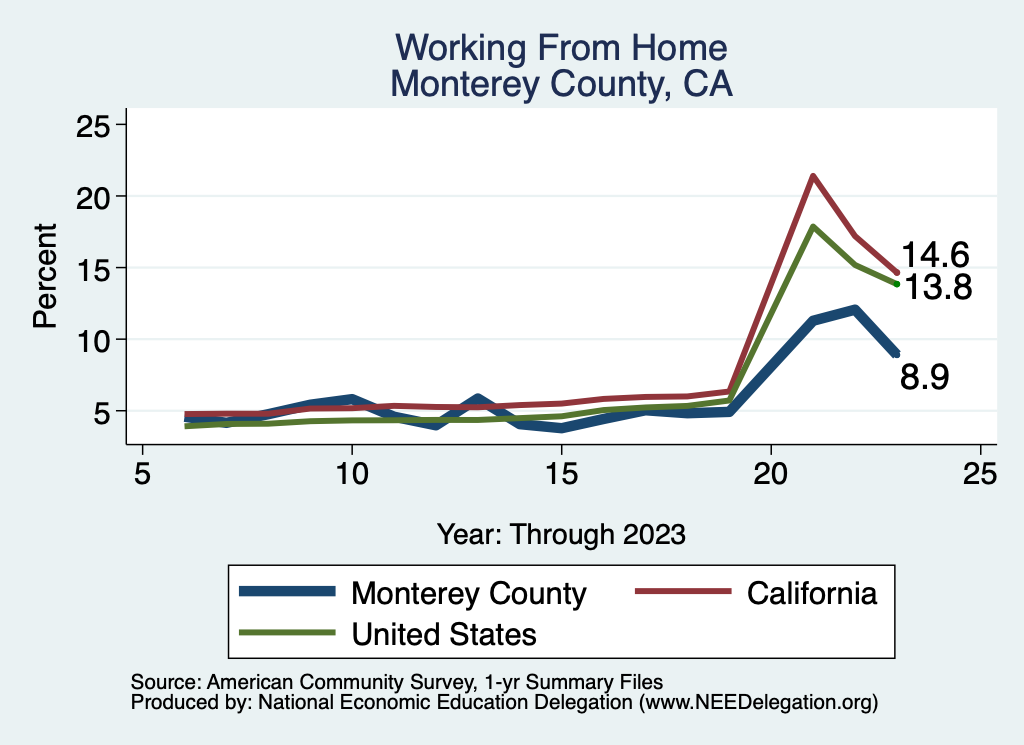 Working From Home
Monterey County, CA
25
20
15
10
5
Percent
14.6
13.8
8.9
5 10 15 20 25
Year: Through 2023
Monterey County California
United States
Source: American Community Survey, 1-yr Summary Files
Produced by: National Economic Education Delegation (www.NEEDelegation.org)